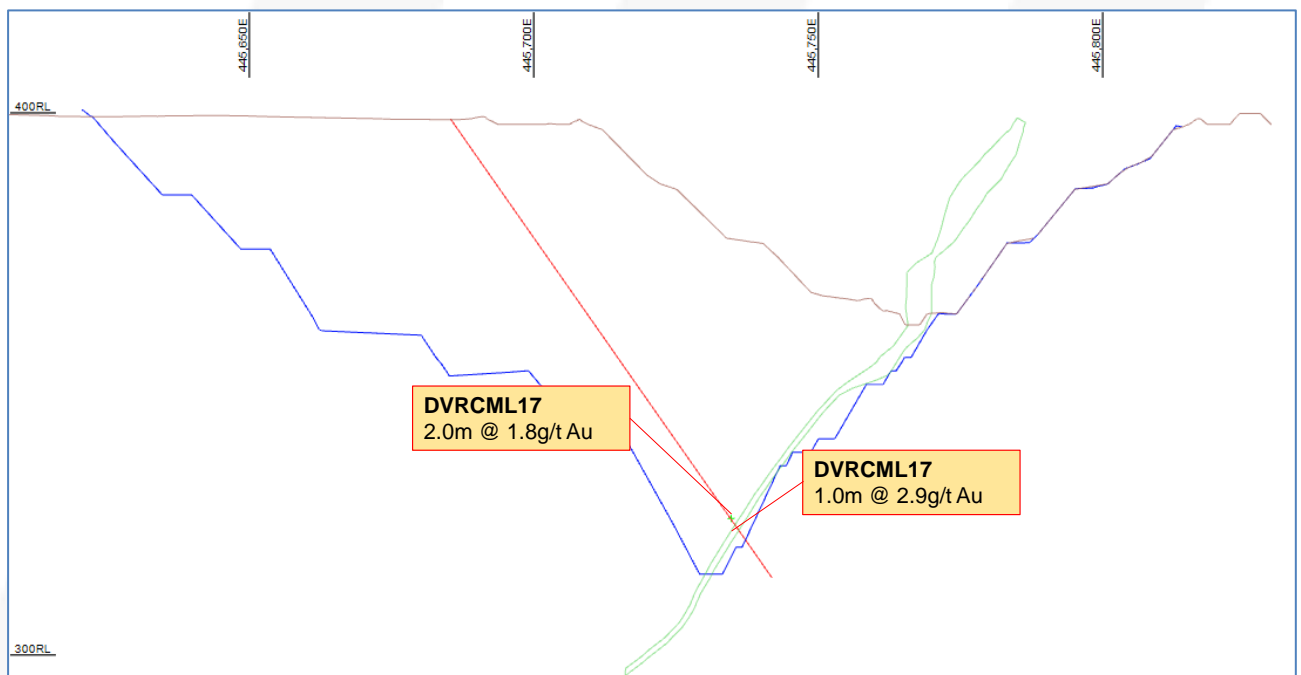 445,650E
445,700E
445,750E
445,800E
400RL
DVRCML17
2.0m @ 1.8g/t Au
DVRCML17
1.0m @ 2.9g/t Au
300RL